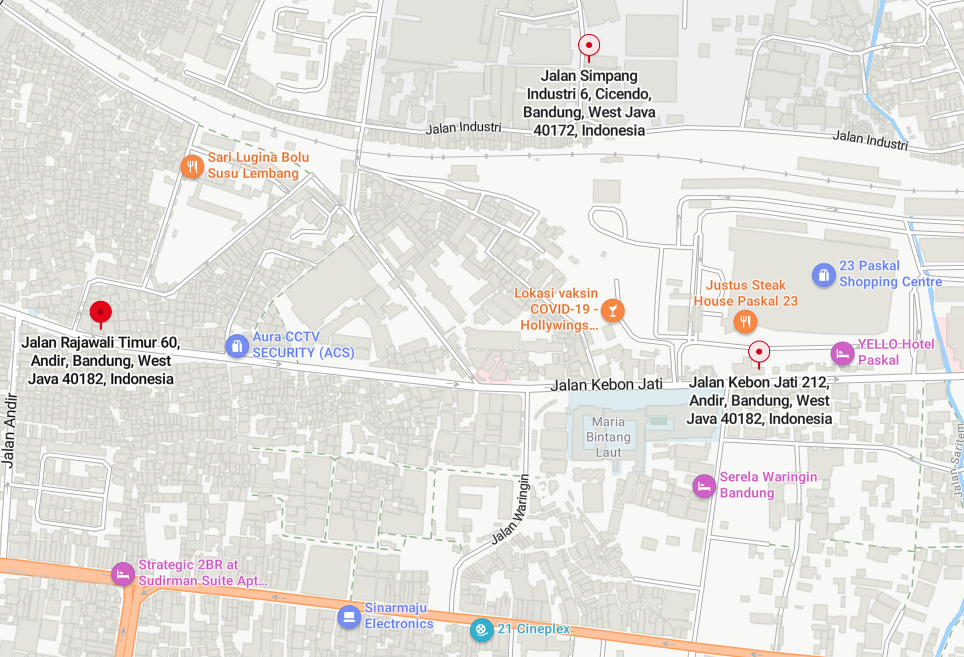 Jalan Simpang
Industri 6, Cicendo,
Bandung, West Java
40172, Indonesia
Jalan Industri
Jalan Industri
Sari Lugina Bolu
Susu Lembang
23 Paskal
Shopping Centre
Justus Steak
House Paskal 23
Lokasi vaksin
COVID-19 -
Hollywings...
Jalan Rajawali Timur 60,
Andir, Bandung, West
Java 40182, Indonesia
Aura CCTV
SECURITY (ACS)
YELLO Hotel
Paskal
Jalan Kebon Jati
Jalan Kebon Jati 212,
Andir, Bandung, West
Java 40182, Indonesia
Jalan Andir
Maria
Bintang
Laut
Jalan Saritem
Serela Waringin
Bandung
Jalan Waringin
Strategic 2BR at
Sudirman Suite Apt...
Sinarmaju
Electronics
21 Cineplex